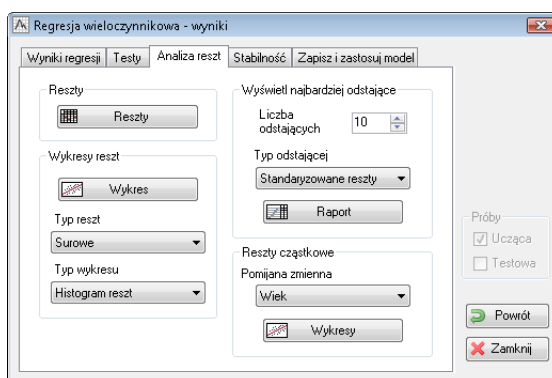 Regresja wieloczynnikowa - wyniki
Wyniki regresji Testy Analiza reszt Stabilność Zapisz i zastosuj model
Reszty
Reszty
Wykresy reszt
Wykres
Typ reszt
Surowe
Typ wykresu
Histogram reszt
Wyświetl najbardziej odstające
Liczba
odstających
10
Typ odstającej
Standaryzowane reszty
Raport
Reszty cząstkowe
Pomijana zmienna
Wiek
Wykresy
Próby
Ucząca
Testowa
Powrót
Zamknij